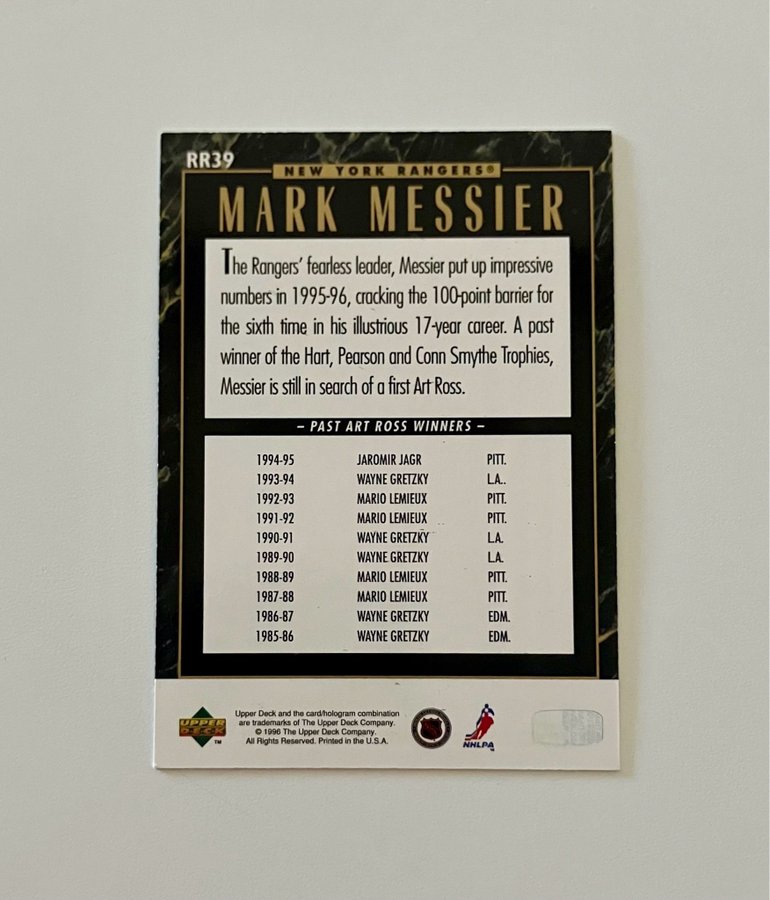 RR39
NEW YORK RANGERS®
MARK MESSIER
The Rangers' fearless leader, Messier put up impressive
numbers in 1995-96, cracking the 100-point barrier for
the sixth time in his illustrious 17-year career. A past
winner of the Hart, Pearson and Conn Smythe Trophies,
Messier is still in search of a first Art Ross.
– PAST ART ROSS WINNERS –
1994-95 JAROMIR JAGR PITT.
1993-94 WAYNE GRETZKY L.A..
1992-93 MARIO LEMIEUX PITT.
1991-92 MARIO LEMIEUX PITT.
1990-91 WAYNE GRETZKY L.A.
1989-90 WAYNE GRETZKY L.A.
1988-89 MARIO LEMIEUX PITT.
1987-88 MARIO LEMIEUX PITT.
1986-87 WAYNE GRETZKY EDM.
1985-86 WAYNE GRETZKY EDM.
UPPER
DECK
™
Upper Deck and the card/hologram combination
are trademarks of The Upper Deck Company.
© 1996 The Upper Deck Company.
All Rights Reserved. Printed in the U.S.A.
NHLPA